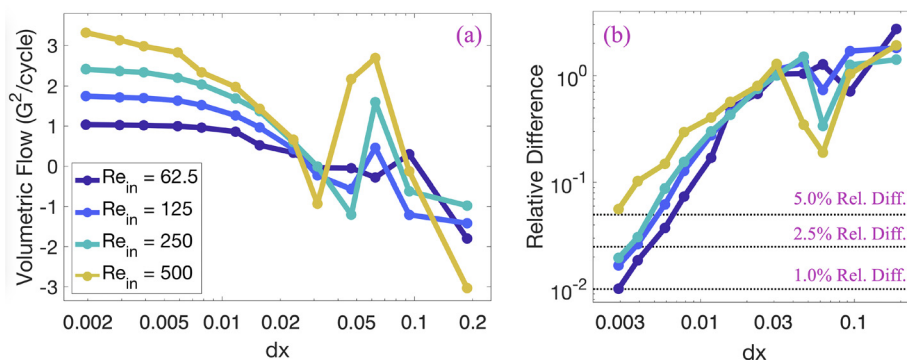 (a)
Volumetric Flow (G²/cycle)
3
2
1
0
-1
-2
-3
Re_in = 62.5
Re_in = 125
Re_in = 250
Re_in = 500
0.002 0.005 0.01 0.02 0.05 0.1 0.2
dx
(b)
Relative Difference
10⁰
10⁻¹
10⁻²
5.0% Rel. Diff.
2.5% Rel. Diff.
1.0% Rel. Diff.
0.003 0.01 0.03 0.1
dx